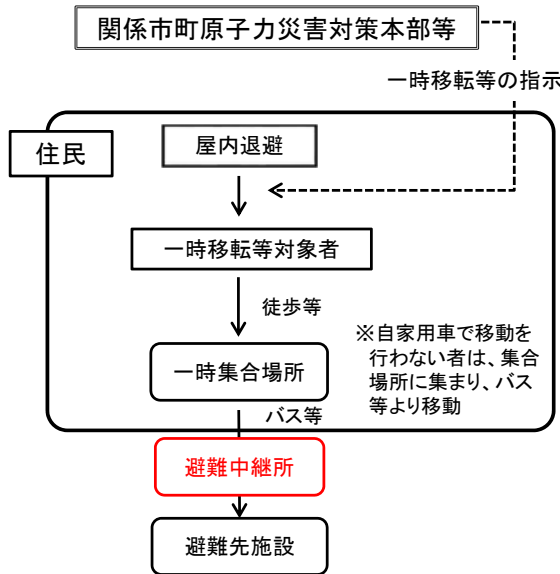 関係市町原子力災害対策本部等
一時移転等の指示
住民
屋内退避
一時移転等対象者
徒歩等
※自家用車で移動を
行わない者は、集合
場所に集まり、バス
等より移動
一時集合場所
バス等
避難中継所
避難先施設